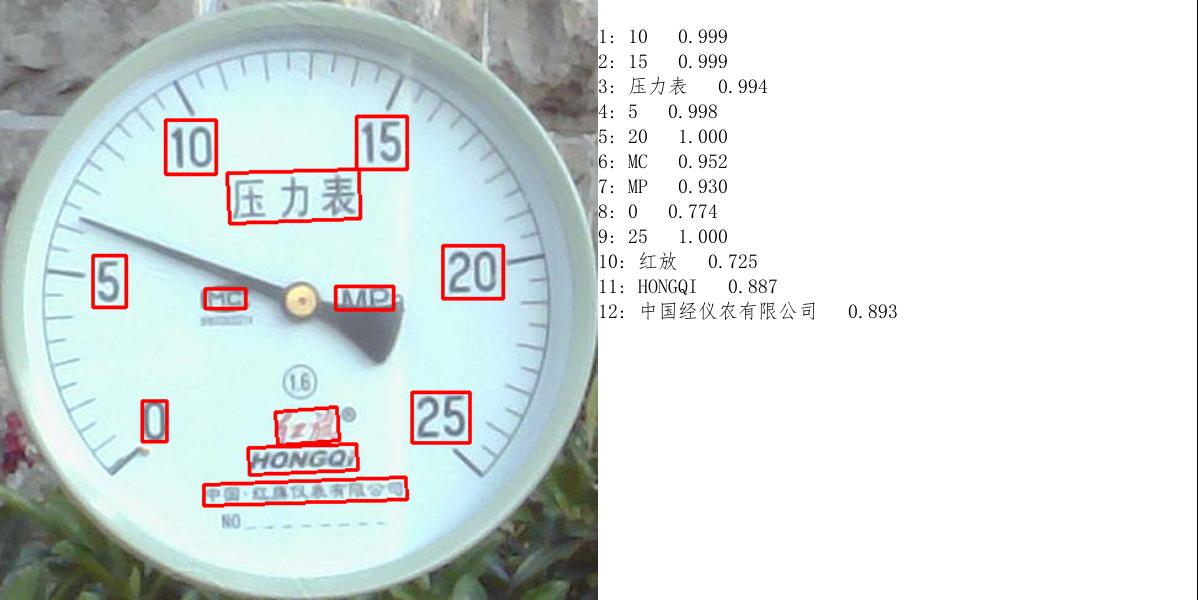 10 15
压力表
5 20
MC MP
0 25
1.6
红旗®
HONGQi
中国·红旗仪表有限公司
NO
1: 10 0.999
2: 15 0.999
3: 压力表 0.994
4: 5 0.998
5: 20 1.000
6: MC 0.952
7: MP 0.930
8: 0 0.774
9: 25 1.000
10: 红放 0.725
11: HONGQI 0.887
12: 中国经仪农有限公司 0.893